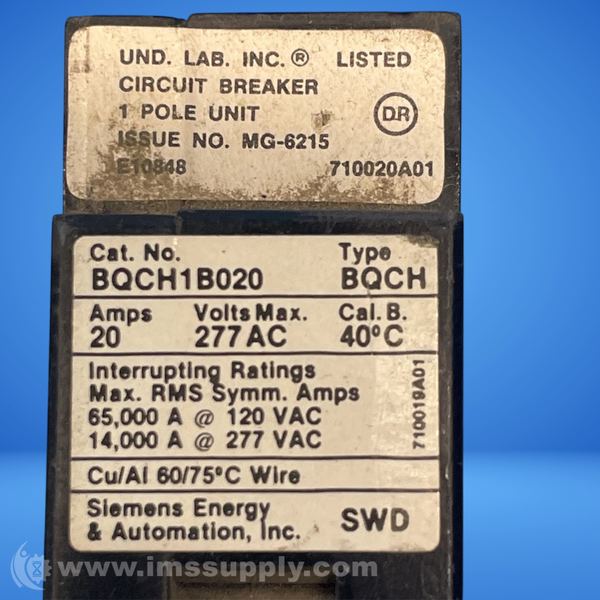 UND. LAB. INC.® LISTED
CIRCUIT BREAKER
1 POLE UNIT
DR
ISSUE NO. MG-6215
E10848 710020A01
Cat. No. Type
BQCH1B020 BQCH
Amps Volts Max. Cal. B.
20 277 AC 40°C
Interrupting Ratings
Max. RMS Symm. Amps
65,000 A @ 120 VAC
14,000 A @ 277 VAC
710019A01
Cu/Al 60/75°C Wire
Siemens Energy
& Automation, Inc. SWD
www.imssupply.com